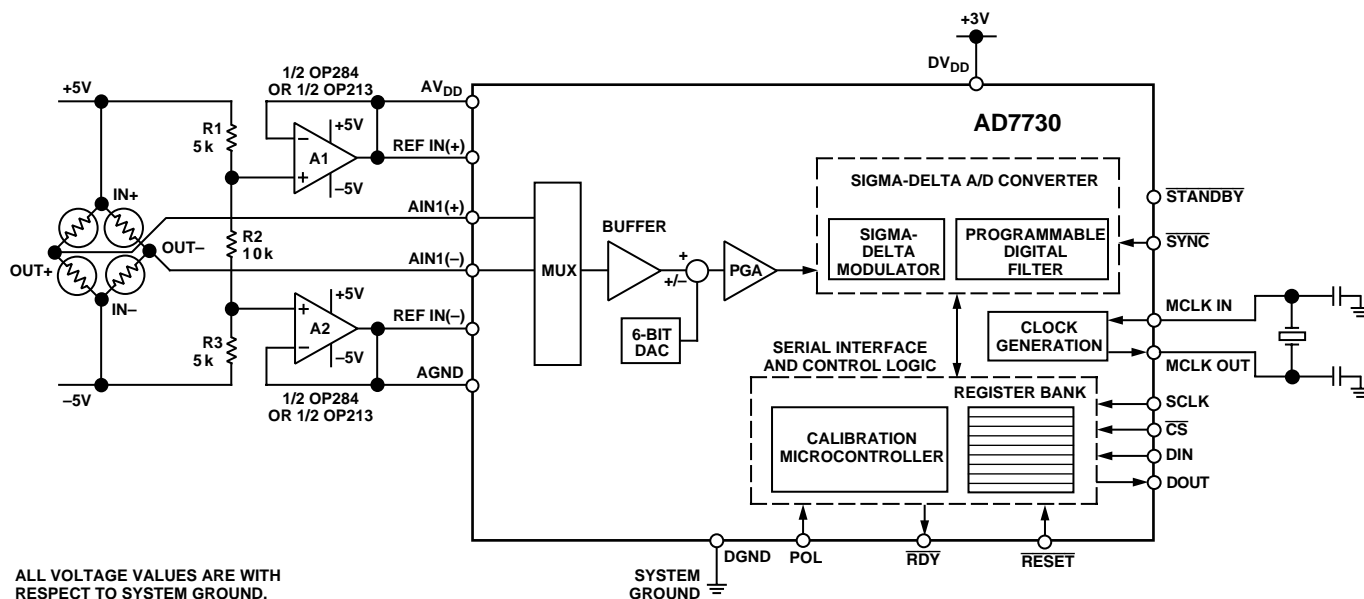 +3V
DV DD
1/2 OP284
OR 1/2 OP213
AV DD
+5V
AD7730
R1
5k
+5V
−
A1
+
−5V
REF IN(+)
SIGMA-DELTA A/D CONVERTER
SIGMA-
DELTA
MODULATOR
PROGRAMMABLE
DIGITAL
FILTER
STANDBY
SYNC
IN+
AIN1(+)
BUFFER
OUT–
R2
10k
OUT+
AIN1(–)
MUX
+
+/–
PGA
IN–
+5V
+
A2
−
–5V
REF IN(–)
6-BIT
DAC
CLOCK
GENERATION
MCLK IN
MCLK OUT
R3
5k
SERIAL INTERFACE
AND CONTROL LOGIC
–5V
AGND
REGISTER BANK
SCLK
CS
DIN
DOUT
1/2 OP284
OR 1/2 OP213
CALIBRATION
MICROCONTROLLER
DGND
POL
RDY
RESET
SYSTEM
GROUND
ALL VOLTAGE VALUES ARE WITH
RESPECT TO SYSTEM GROUND.